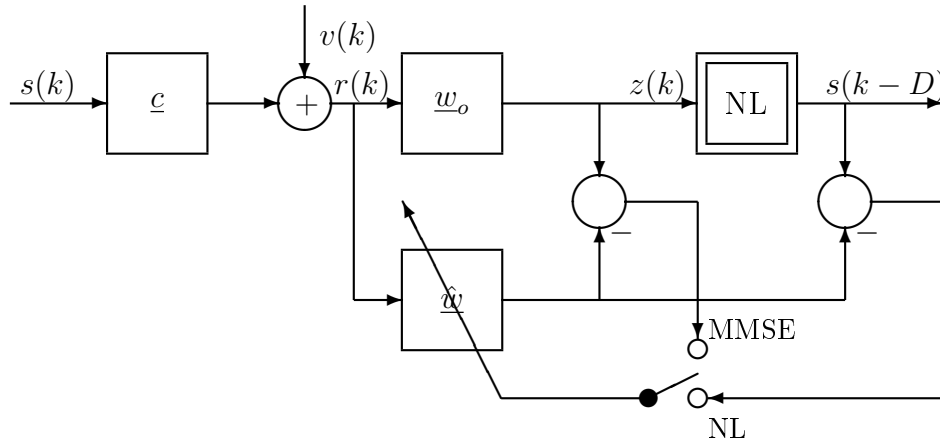 v(k)
s(k)
c
+
r(k)
w_o
z(k)
NL
s(k − D)
−
−
ŵ
MMSE
NL